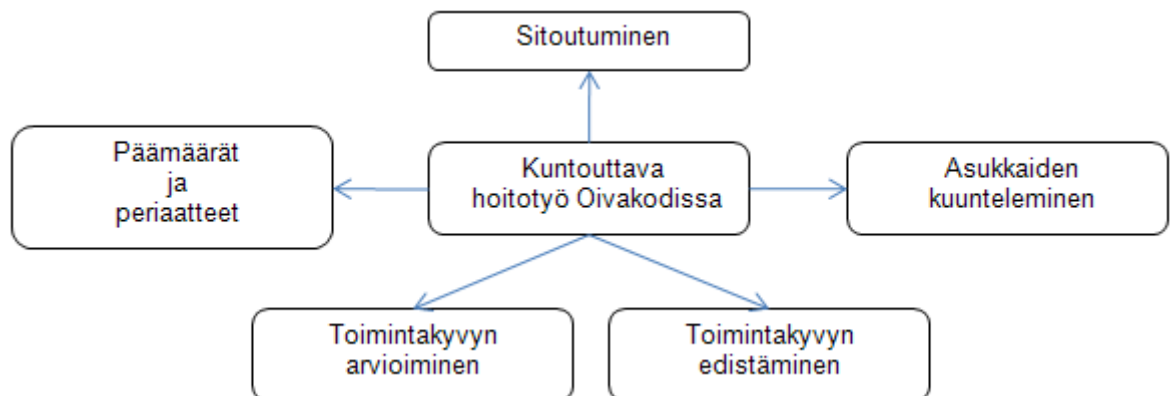 Sitoutuminen
Päämäärät
ja
periaatteet
Kuntouttava
hoitotyö Oivakodissa
Asukkaiden
kuunteleminen
Toimintakyvyn
arvioiminen
Toimintakyvyn
edistäminen